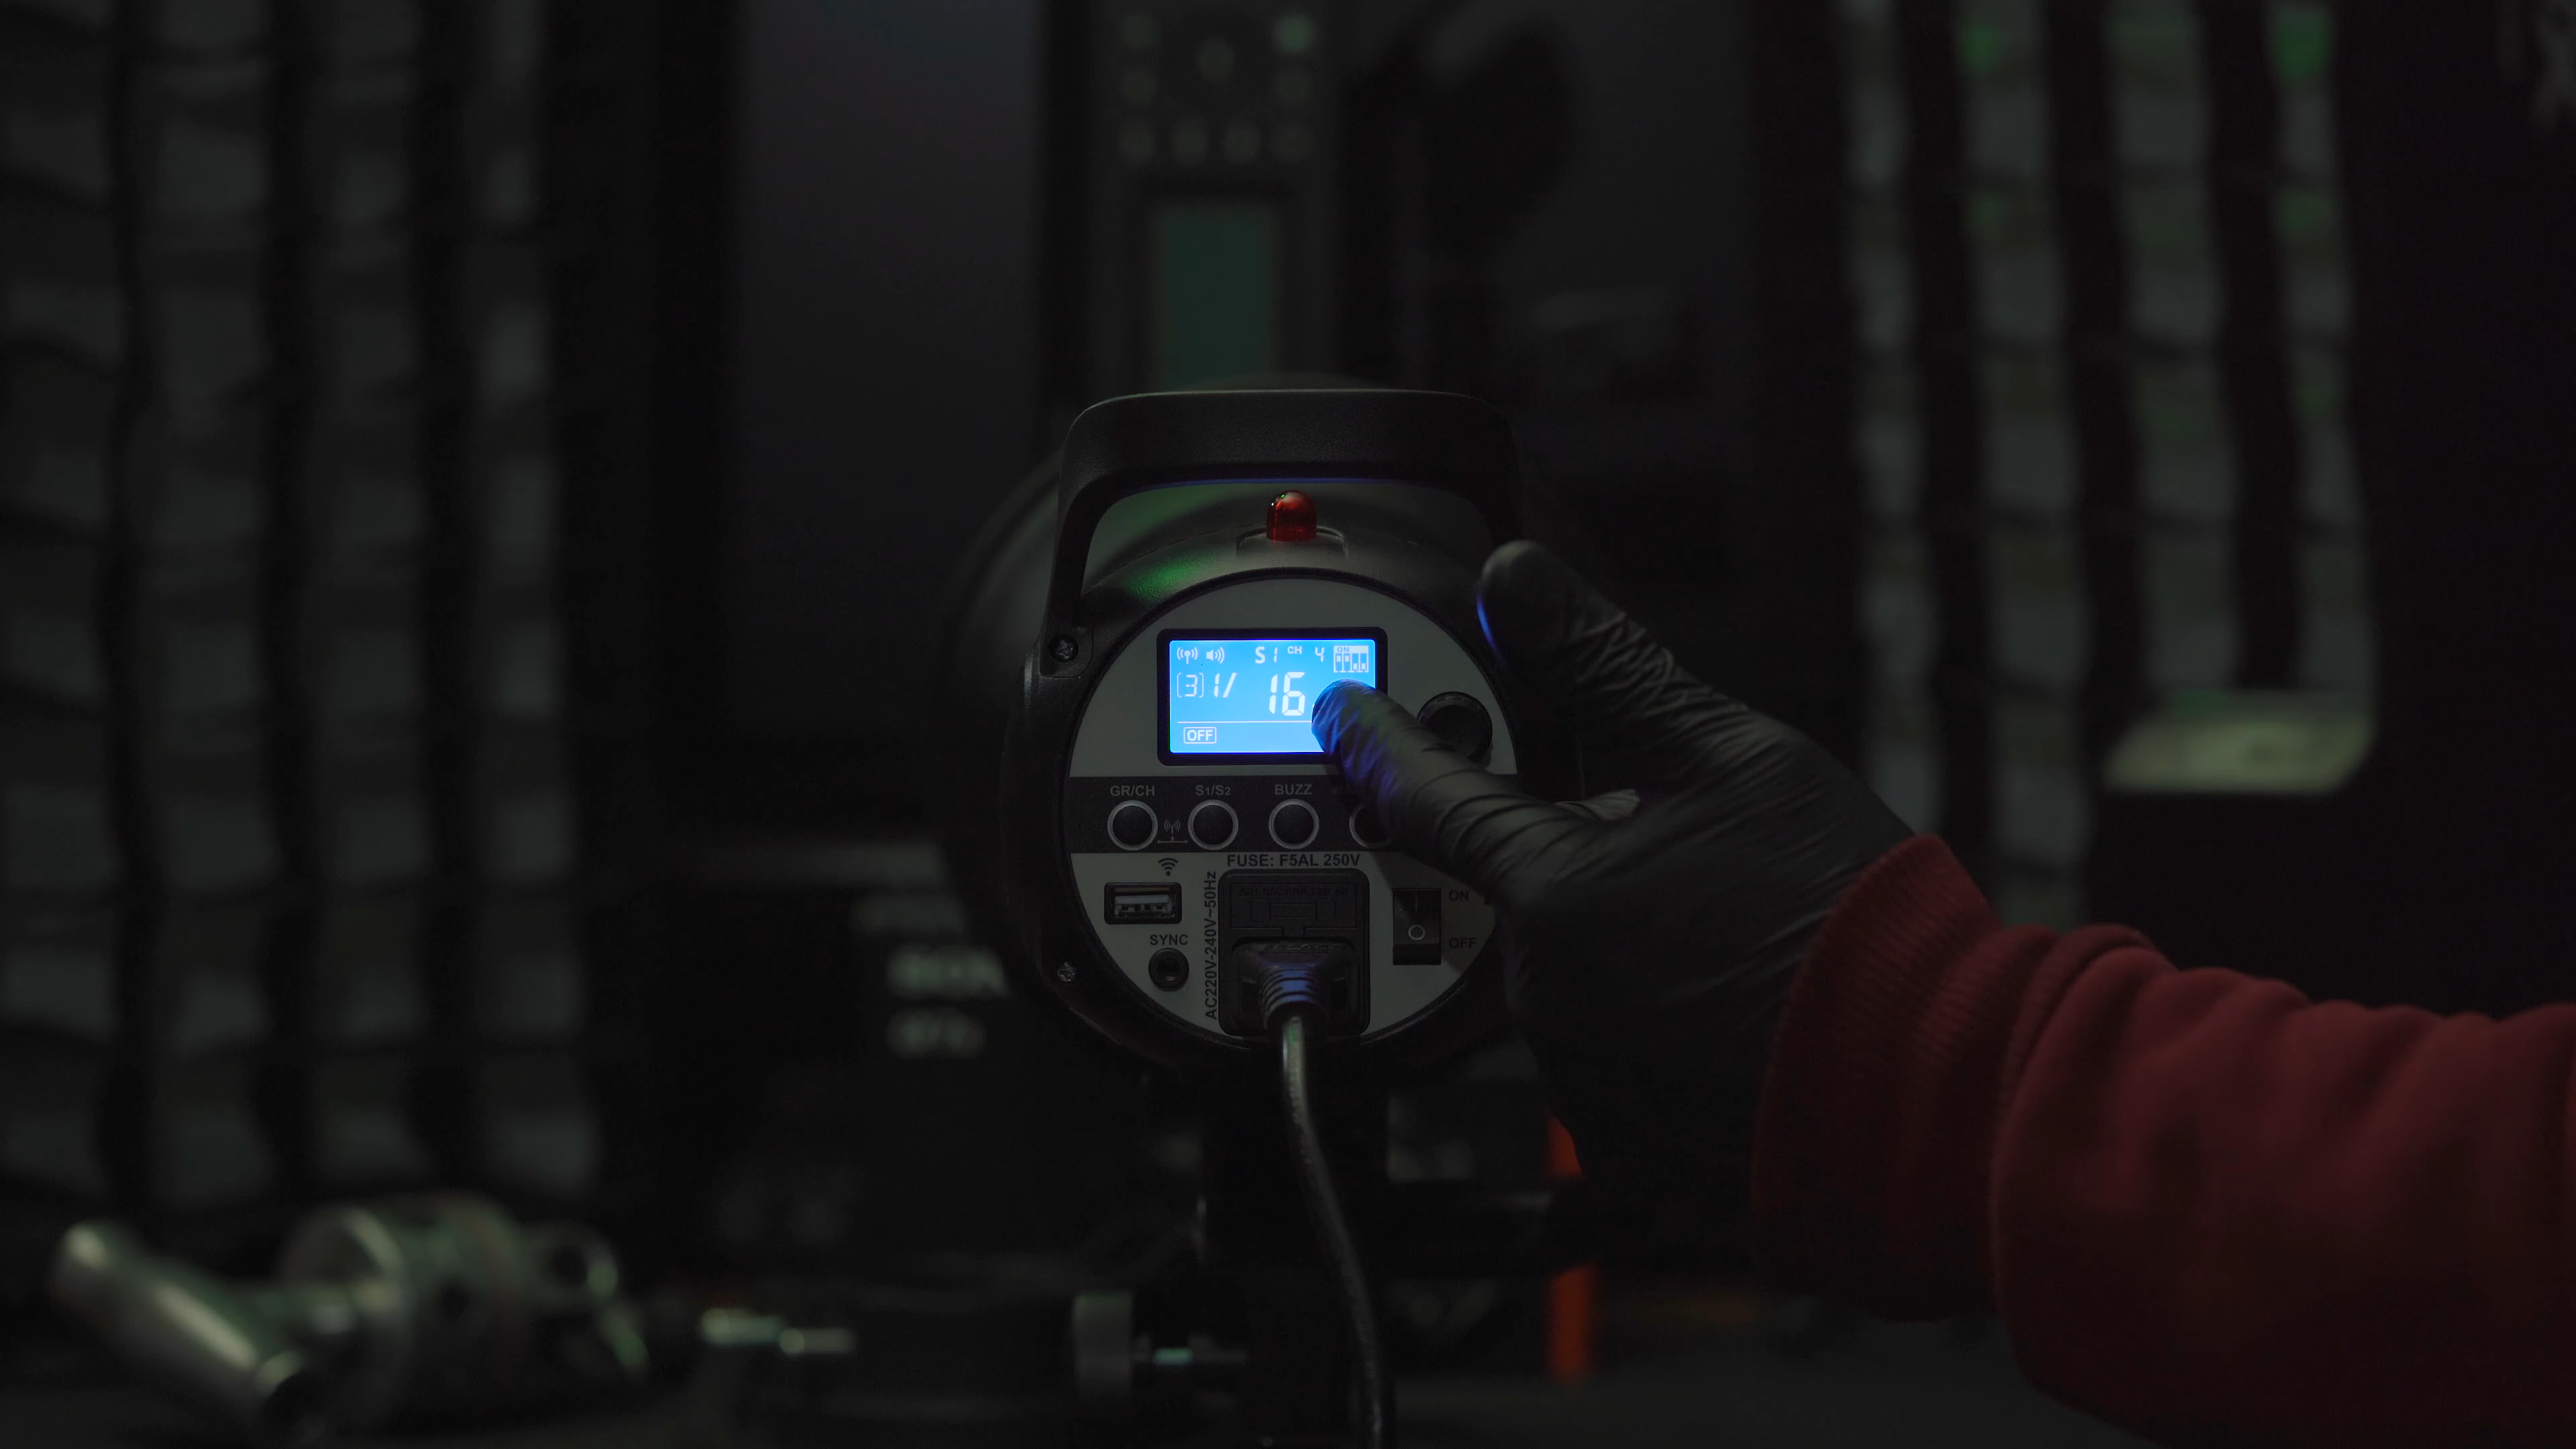 S1 CH 4
[3] 1/ 16
OFF
GR/CH S1/S2 BUZZ
FUSE: F5AL 250V
AC220V-240V~50Hz
ON
SYNC
OFF